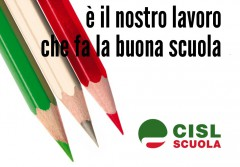 è il nostro lavoro
che fa la buona scuola
CISL
SCUOLA